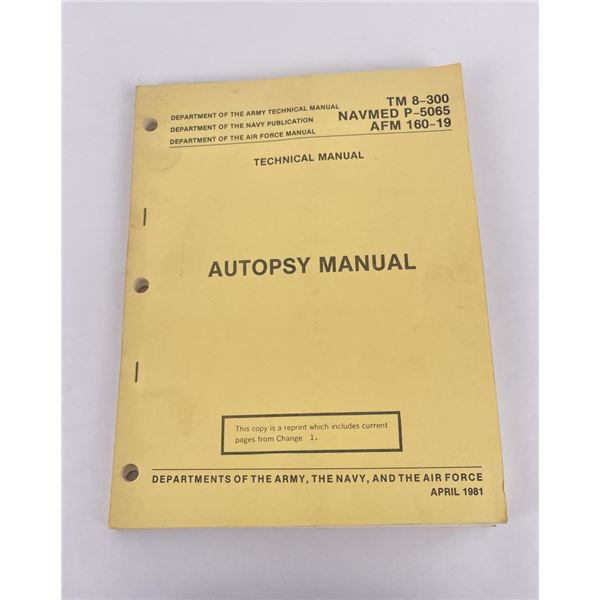 DEPARTMENT OF THE ARMY TECHNICAL MANUAL
DEPARTMENT OF THE NAVY PUBLICATION
DEPARTMENT OF THE AIR FORCE MANUAL
TM 8-300
NAVMED P-5065
AFM 160-19
TECHNICAL MANUAL
AUTOPSY MANUAL
This copy is a reprint which includes current
pages from Change 1.
DEPARTMENTS OF THE ARMY, THE NAVY, AND THE AIR FORCE
APRIL 1981